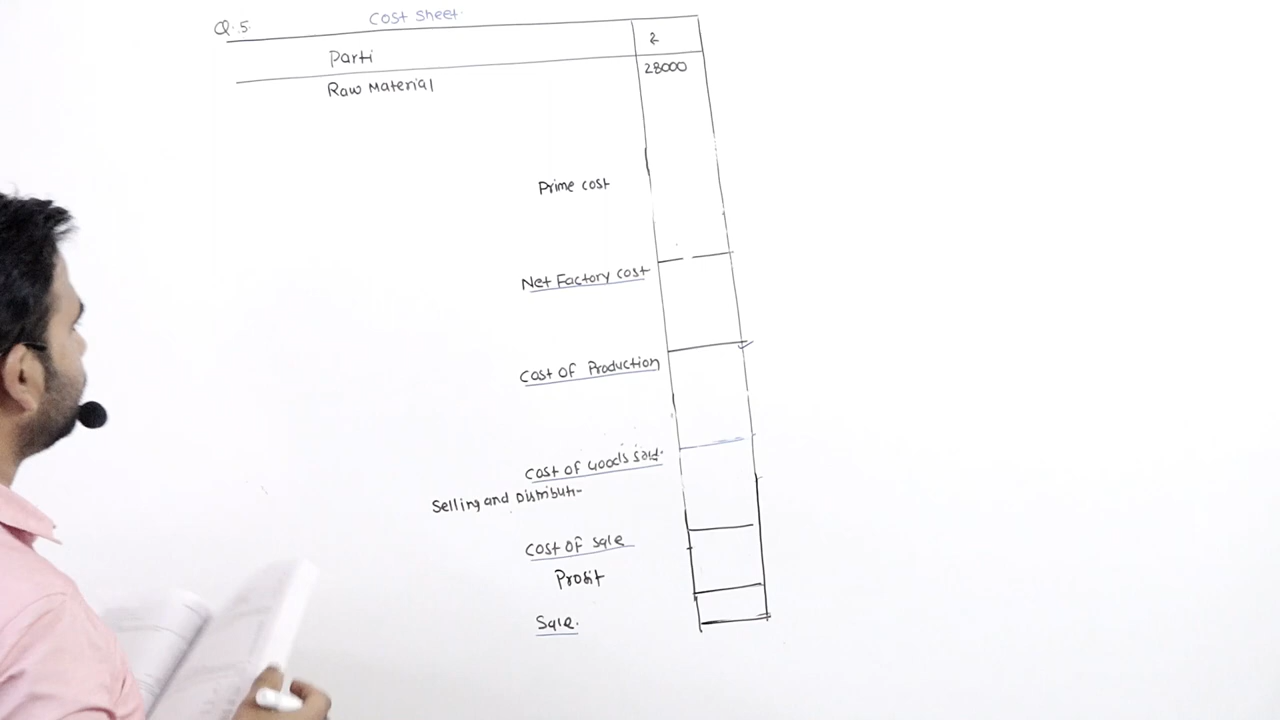 Q.5. Cost Sheet.
Parti ₹
Raw Material 28000
Prime cost
Net Factory cost
Cost of Production
Cost of Goods sold.
Selling and Distributi-
Cost of Sale
Profit
Sale.